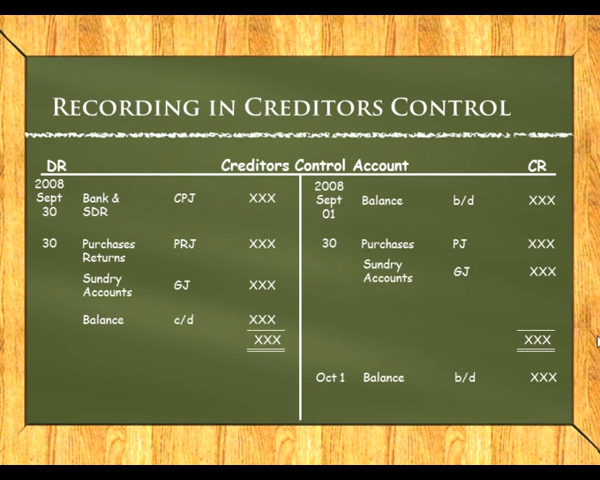 RECORDING IN CREDITORS CONTROL
DR Creditors Control Account CR
2008
Sept
30 Bank &
SDR CPJ XXX
30 Purchases
Returns PRJ XXX
Sundry
Accounts GJ XXX
Balance c/d XXX
XXX
2008
Sept
01 Balance b/d XXX
30 Purchases PJ XXX
Sundry
Accounts GJ XXX
XXX
Oct 1 Balance b/d XXX